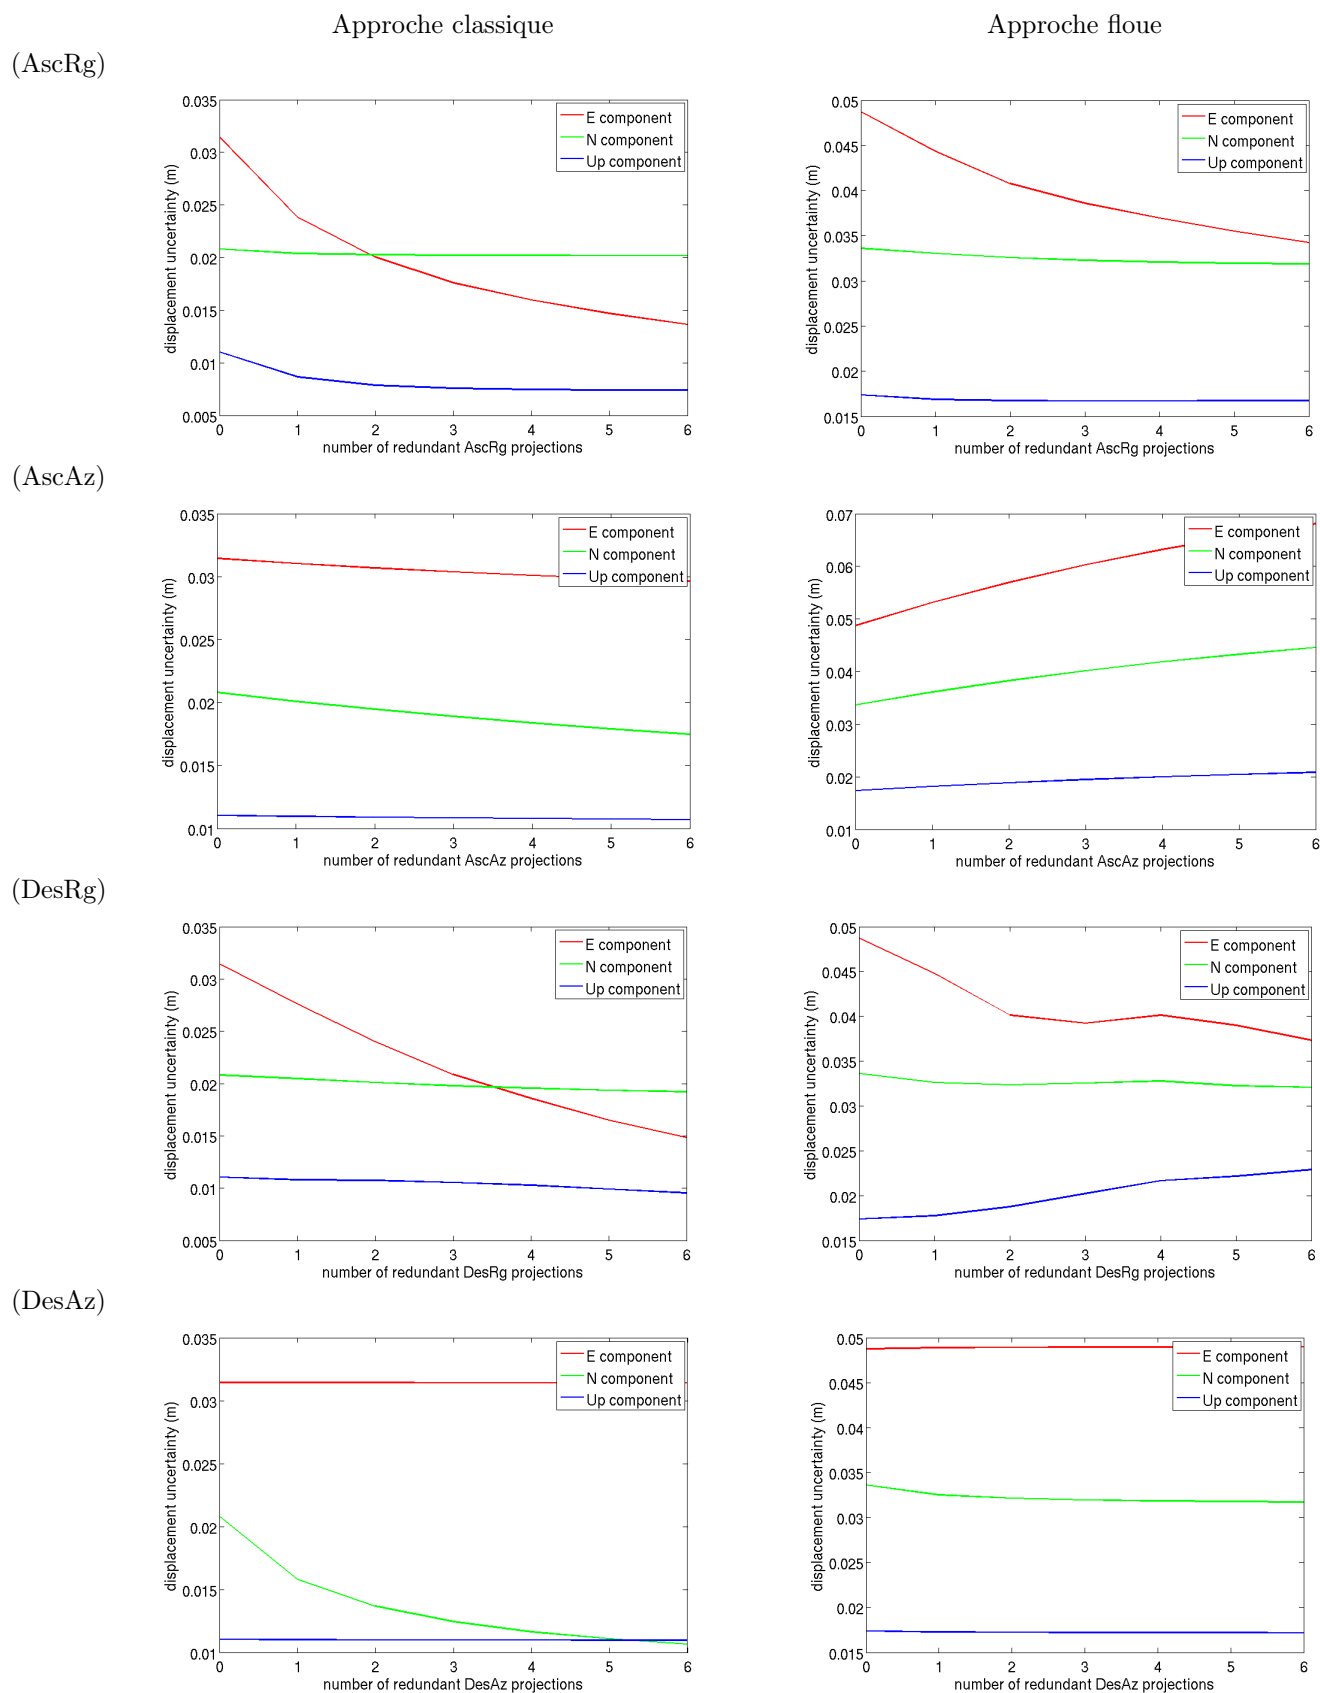 Approche classique
Approche floue
(AscRg)
0.035
0.03
0.025
0.02
0.015
0.01
0.005
displacement uncertainty (m)
E component
N component
Up component
0 1 2 3 4 5 6
number of redundant AscRg projections
0.05
0.045
0.04
0.035
0.03
0.025
0.02
0.015
displacement uncertainty (m)
E component
N component
Up component
0 1 2 3 4 5 6
number of redundant AscRg projections
(AscAz)
0.035
0.03
0.025
0.02
0.015
0.01
displacement uncertainty (m)
E component
N component
Up component
0 1 2 3 4 5 6
number of redundant AscAz projections
0.07
0.06
0.05
0.04
0.03
0.02
0.01
displacement uncertainty (m)
E component
N component
Up component
0 1 2 3 4 5 6
number of redundant AscAz projections
(DesRg)
0.035
0.03
0.025
0.02
0.015
0.01
0.005
displacement uncertainty (m)
E component
N component
Up component
0 1 2 3 4 5 6
number of redundant DesRg projections
0.05
0.045
0.04
0.035
0.03
0.025
0.02
0.015
displacement uncertainty (m)
E component
N component
Up component
0 1 2 3 4 5 6
number of redundant DesRg projections
(DesAz)
0.035
0.03
0.025
0.02
0.015
0.01
displacement uncertainty (m)
E component
N component
Up component
0 1 2 3 4 5 6
number of redundant DesAz projections
0.05
0.045
0.04
0.035
0.03
0.025
0.02
0.015
displacement uncertainty (m)
E component
N component
Up component
0 1 2 3 4 5 6
number of redundant DesAz projections